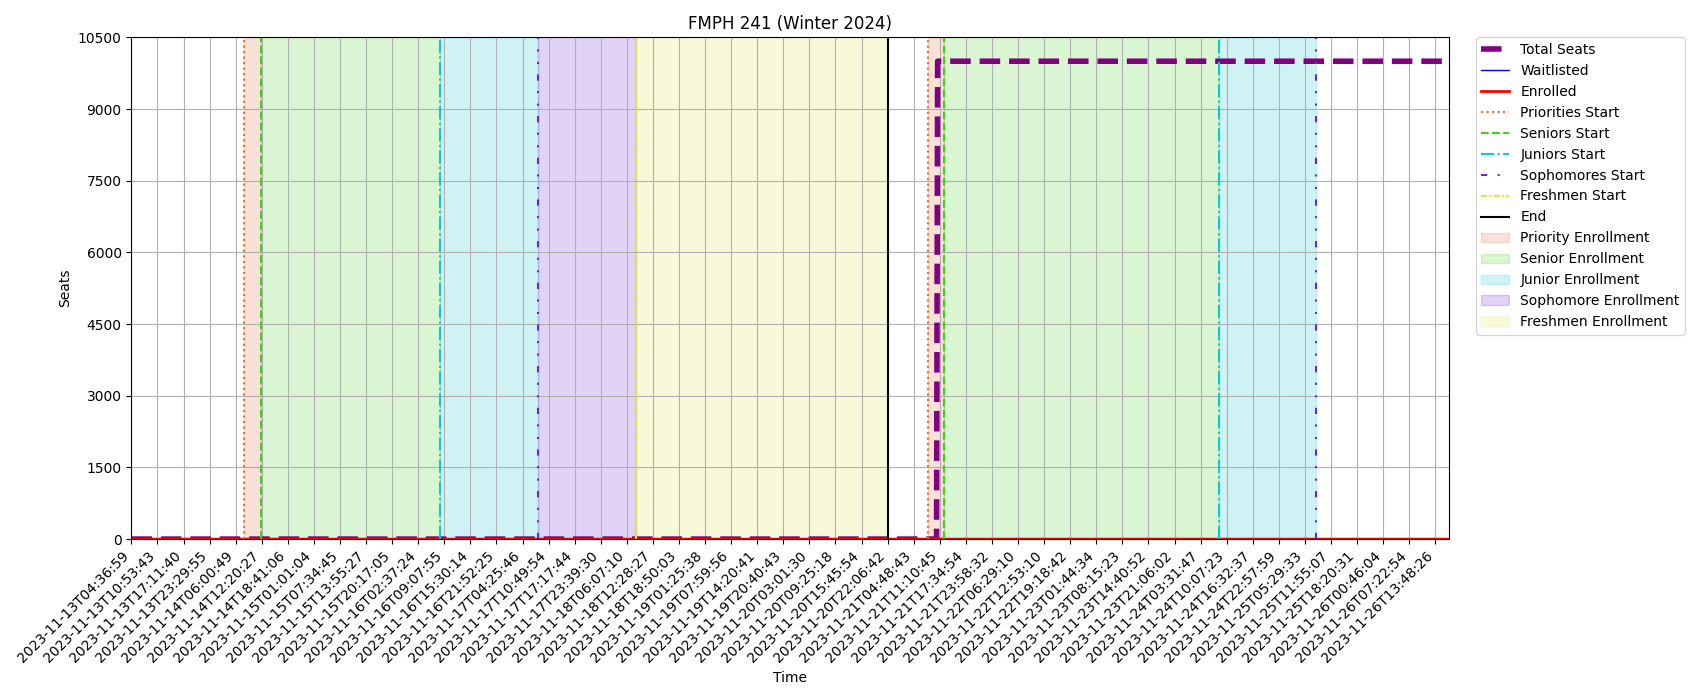 FMPH 241 (Winter 2024)
10500
9000
7500
6000
4500
3000
1500
0
Seats
2023-11-13T04:36:59
2023-11-13T10:53:43
2023-11-13T17:11:40
2023-11-13T23:29:55
2023-11-14T06:00:49
2023-11-14T12:20:27
2023-11-14T18:41:06
2023-11-15T01:01:04
2023-11-15T07:34:45
2023-11-15T13:55:27
2023-11-15T20:17:05
2023-11-16T02:37:24
2023-11-16T09:07:55
2023-11-16T15:30:14
2023-11-16T21:52:25
2023-11-17T04:25:46
2023-11-17T10:49:54
2023-11-17T17:17:44
2023-11-17T23:39:30
2023-11-18T06:07:10
2023-11-18T12:28:27
2023-11-18T18:50:03
2023-11-19T01:25:38
2023-11-19T07:59:56
2023-11-19T14:20:41
2023-11-19T20:40:43
2023-11-20T03:01:30
2023-11-20T09:25:18
2023-11-20T15:45:54
2023-11-20T22:06:42
2023-11-21T04:48:43
2023-11-21T11:10:45
2023-11-21T17:34:54
2023-11-21T23:58:32
2023-11-22T06:29:10
2023-11-22T12:53:10
2023-11-22T19:18:42
2023-11-23T01:44:34
2023-11-23T08:15:23
2023-11-23T14:40:52
2023-11-23T21:06:02
2023-11-24T03:31:47
2023-11-24T10:07:23
2023-11-24T16:32:37
2023-11-24T22:57:59
2023-11-25T05:29:33
2023-11-25T11:55:07
2023-11-25T18:20:31
2023-11-26T00:46:04
2023-11-26T07:22:54
2023-11-26T13:48:26
Time
Total Seats
Waitlisted
Enrolled
Priorities Start
Seniors Start
Juniors Start
Sophomores Start
Freshmen Start
End
Priority Enrollment
Senior Enrollment
Junior Enrollment
Sophomore Enrollment
Freshmen Enrollment